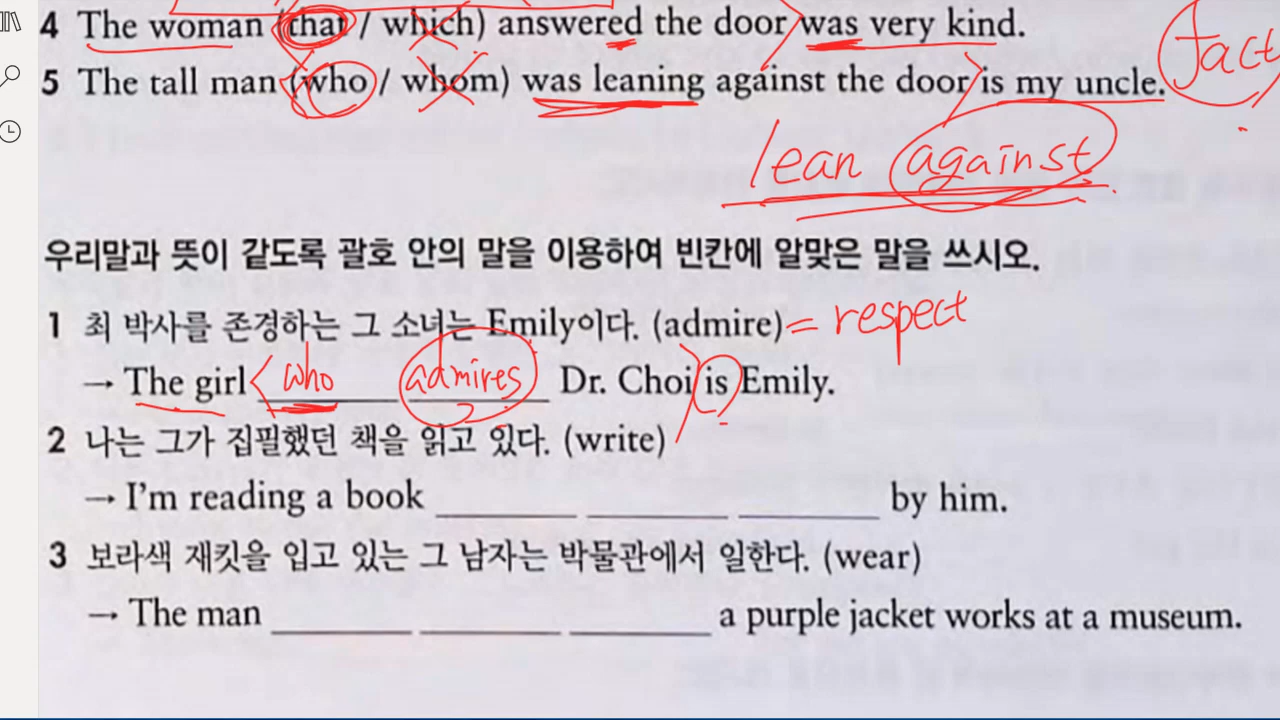 4 The woman (that / which) answered the door was very kind.
fact
5 The tall man (who / whom) was leaning against the door is my uncle.
lean against
우리말과 뜻이 같도록 괄호 안의 말을 이용하여 빈칸에 알맞은 말을 쓰시오.
1 최 박사를 존경하는 그 소녀는 Emily이다. (admire) = respect
→ The girl who admires Dr. Choi is Emily.
2 나는 그가 집필했던 책을 읽고 있다. (write)
→ I'm reading a book ______ ______ ______ by him.
3 보라색 재킷을 입고 있는 그 남자는 박물관에서 일한다. (wear)
→ The man ______ ______ ______ a purple jacket works at a museum.